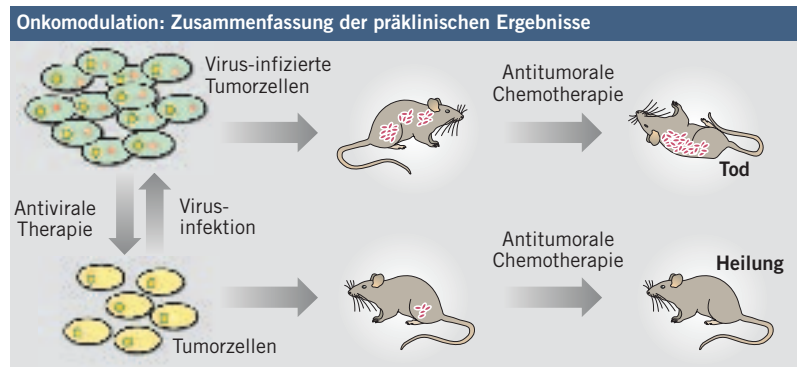 Onkomodulation: Zusammenfassung der präklinischen Ergebnisse
Virus-infizierte
Tumorzellen
Antitumorale
Chemotherapie
Tod
Antivirale
Therapie
Virus-
infektion
Antitumorale
Chemotherapie
Heilung
Tumorzellen